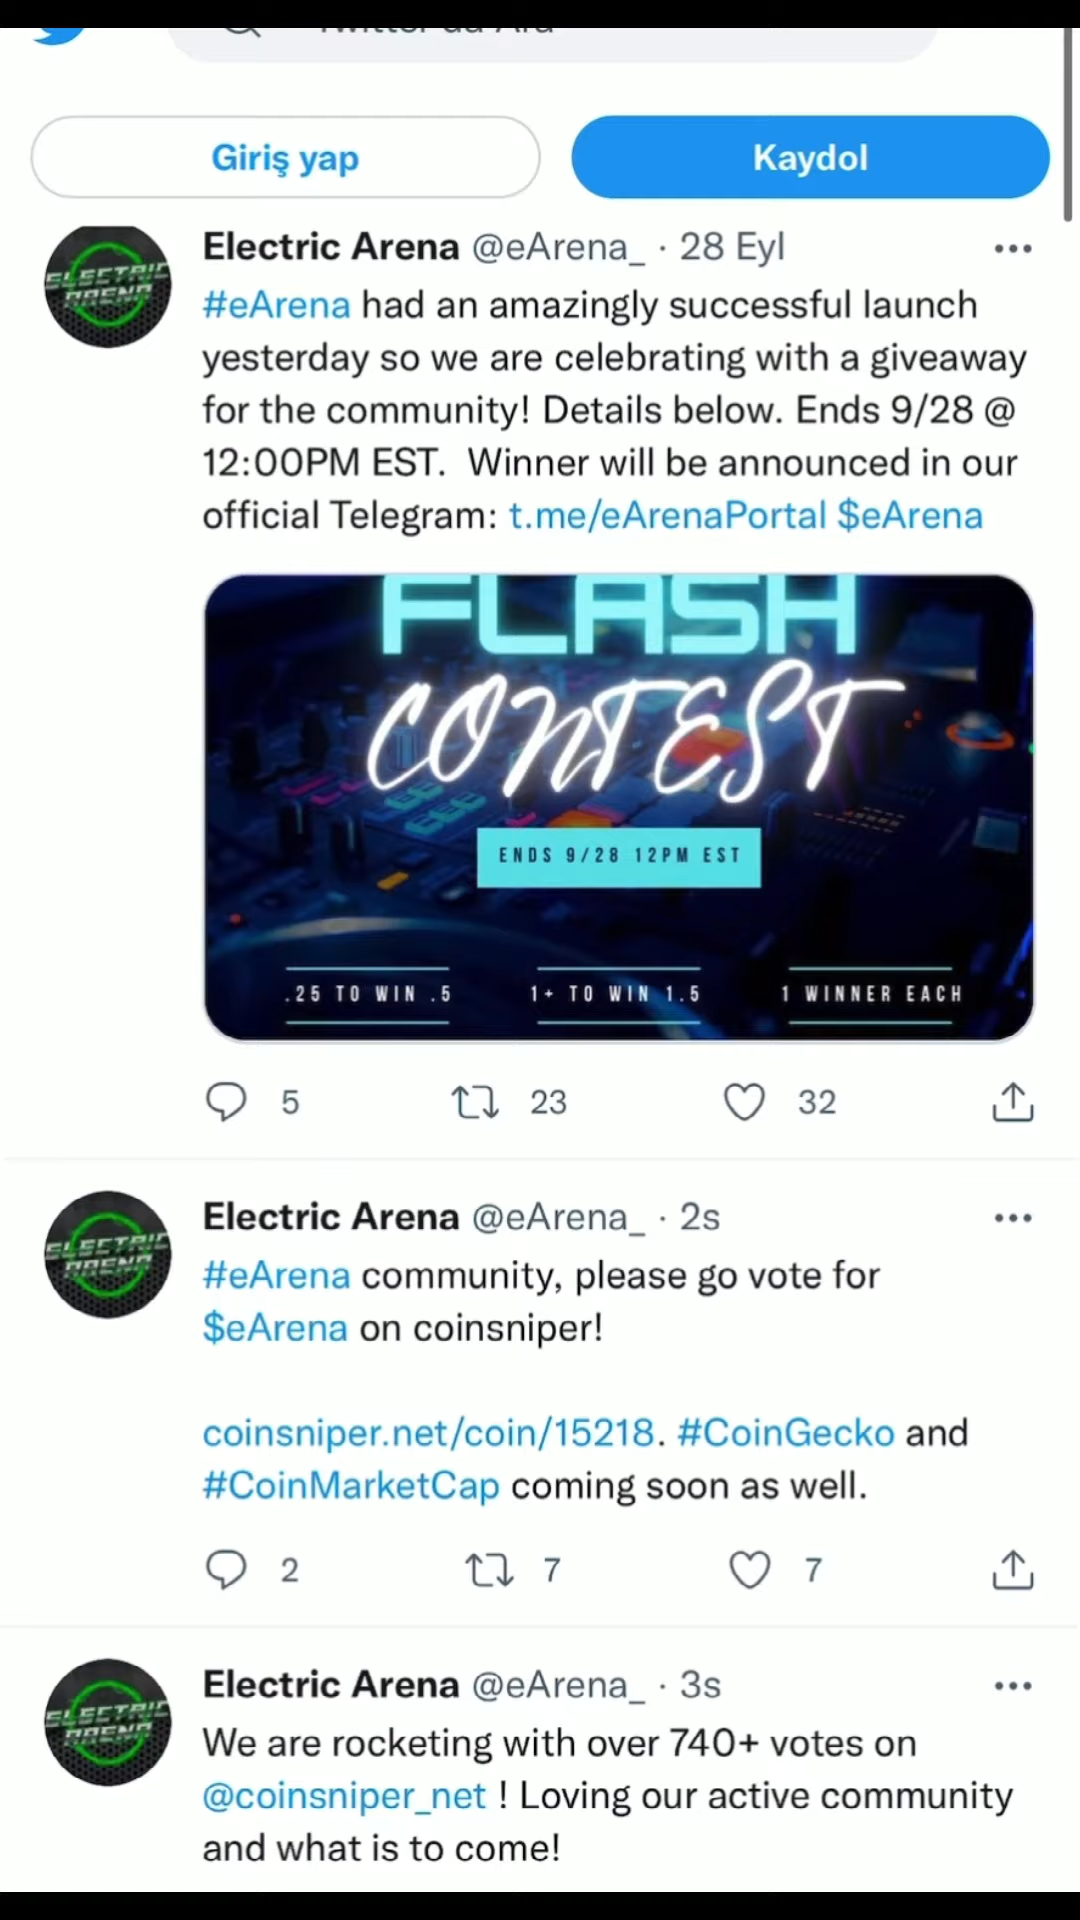 Giriş yap
Kaydol
Electric Arena @eArena_ · 28 Eyl
#eArena had an amazingly successful launch
yesterday so we are celebrating with a giveaway
for the community! Details below. Ends 9/28 @
12:00PM EST.  Winner will be announced in our
official Telegram: t.me/eArenaPortal $eArena
ELECTRIC
ARENA
FLASH
CONTEST
ENDS 9/28 12PM EST
.25 TO WIN .5
1+ TO WIN 1.5
1 WINNER EACH
5
23
32
Electric Arena @eArena_ · 2s
#eArena community, please go vote for
$eArena on coinsniper!
ELECTRIC
ARENA
coinsniper.net/coin/15218. #CoinGecko and
#CoinMarketCap coming soon as well.
2
7
7
Electric Arena @eArena_ · 3s
We are rocketing with over 740+ votes on
@coinsniper_net ! Loving our active community
and what is to come!
ELECTRIC
ARENA